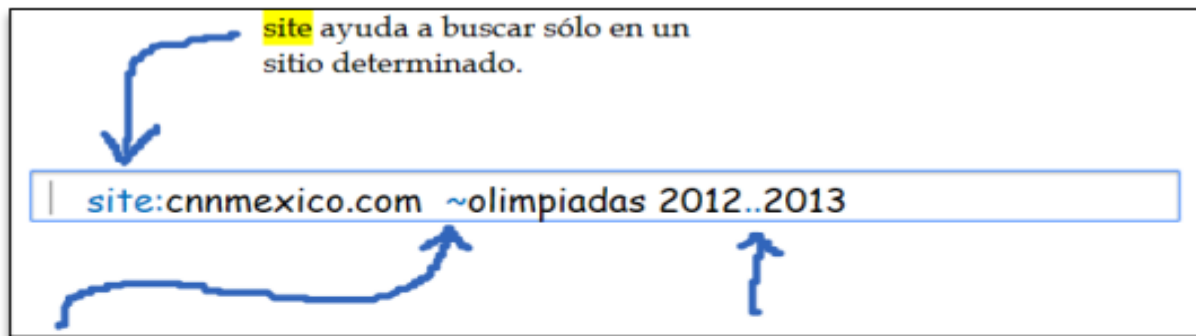 site ayuda a buscar sólo en un
sitio determinado.
site:cnnmexico.com ~olimpiadas 2012..2013